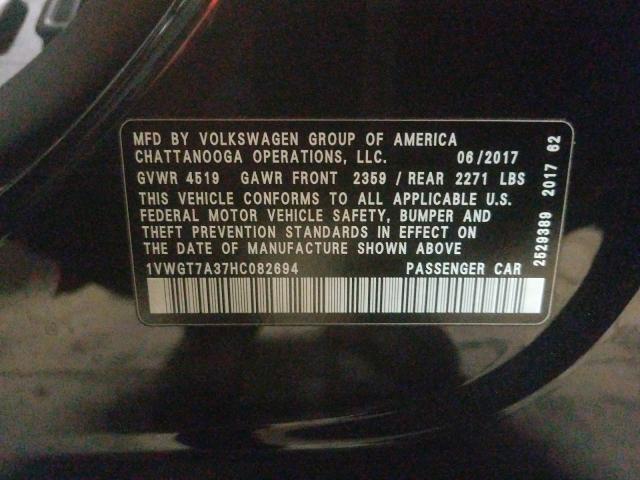 MFD BY VOLKSWAGEN GROUP OF AMERICA
CHATTANOOGA OPERATIONS, LLC. 06/2017
GVWR 4519 GAWR FRONT 2359 / REAR 2271 LBS
THIS VEHICLE CONFORMS TO ALL APPLICABLE U.S.
FEDERAL MOTOR VEHICLE SAFETY, BUMPER AND
THEFT PREVENTION STANDARDS IN EFFECT ON
THE DATE OF MANUFACTURE SHOWN ABOVE
1VWGT7A37HC082694 PASSENGER CAR
2529389 2017 62